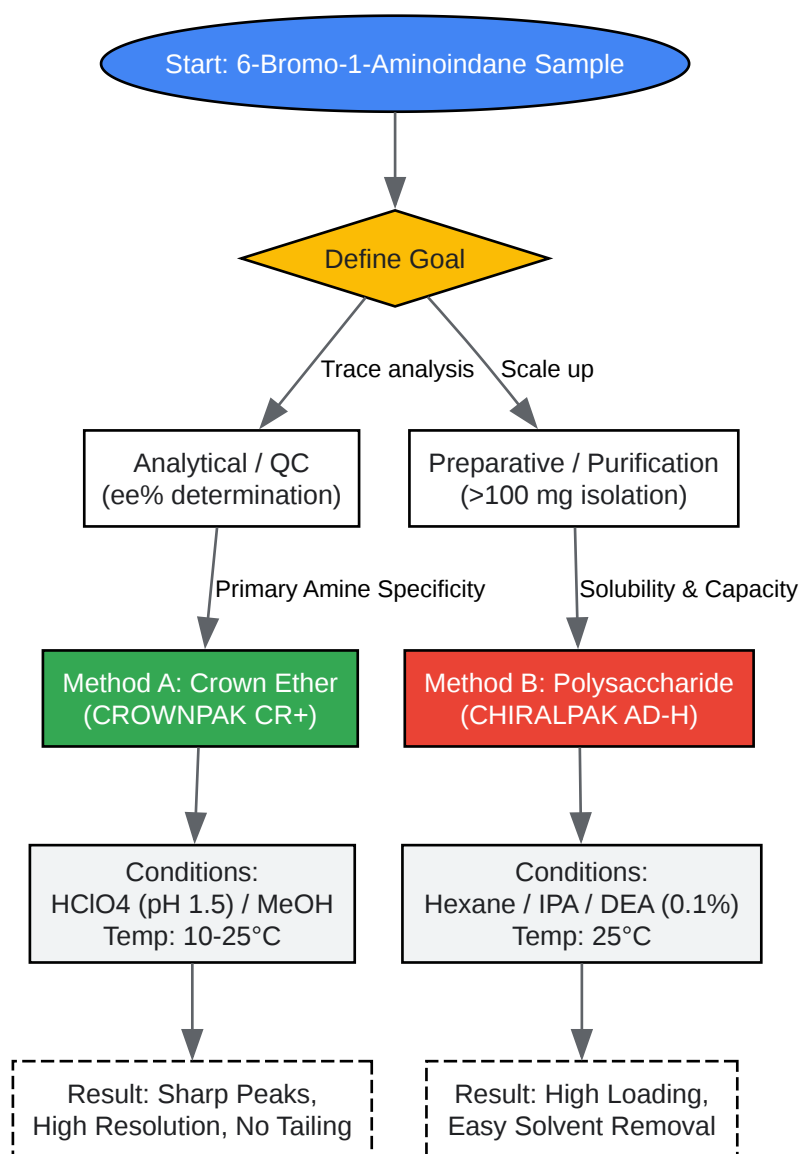 Start: 6-Bromo-1-Aminoindane Sample
Define Goal
Trace analysis
Scale up
Analytical / QC
(ee% determination)
Preparative / Purification
(>100 mg isolation)
Primary Amine Specificity
Solubility & Capacity
Method A: Crown Ether
(CROWNPAK CR+)
Method B: Polysaccharide
(CHIRALPAK AD-H)
Conditions:
HClO4 (pH 1.5) / MeOH
Temp: 10-25°C
Conditions:
Hexane / IPA / DEA (0.1%)
Temp: 25°C
Result: Sharp Peaks,
High Resolution, No Tailing
Result: High Loading,
Easy Solvent Removal